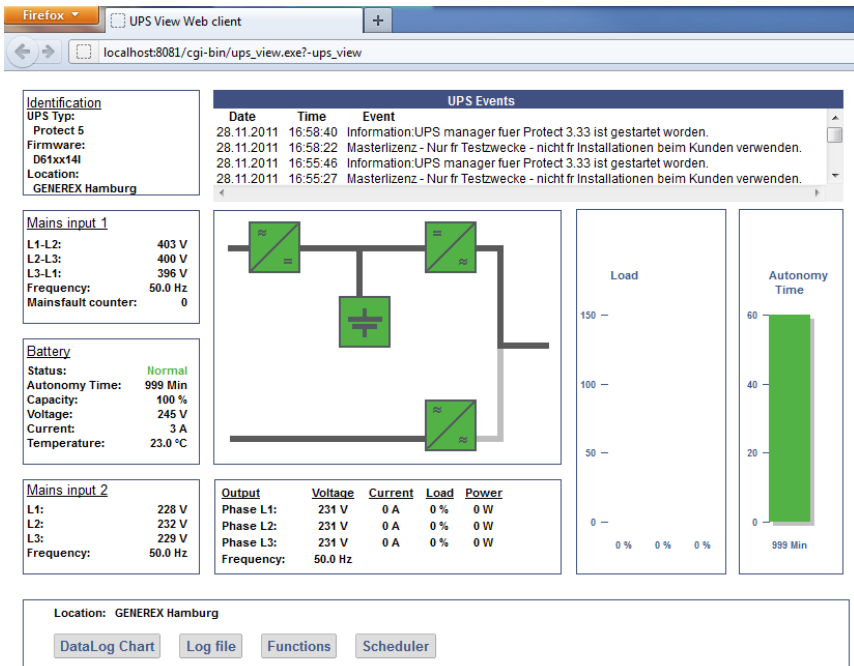 Firefox
UPS View Web client
+
localhost:8081/cgi-bin/ups_view.exe?-ups_view
Identification
UPS Typ:
Protect 5
Firmware:
D61xx14I
Location:
GENEREX Hamburg
UPS Events
Date Time Event
28.11.2011 16:58:40 Information:UPS manager fuer Protect 3.33 ist gestartet worden.
28.11.2011 16:58:22 Masterlizenz - Nur fr Testzwecke - nicht fr Installationen beim Kunden verwenden.
28.11.2011 16:55:46 Information:UPS manager fuer Protect 3.33 ist gestartet worden.
28.11.2011 16:55:27 Masterlizenz - Nur fr Testzwecke - nicht fr Installationen beim Kunden verwenden.
Mains input 1
L1-L2: 403 V
L2-L3: 400 V
L3-L1: 396 V
Frequency: 50.0 Hz
Mainsfault counter: 0
Battery
Status: Normal
Autonomy Time: 999 Min
Capacity: 100 %
Voltage: 245 V
Current: 3 A
Temperature: 23.0 °C
Mains input 2
L1: 228 V
L2: 232 V
L3: 229 V
Frequency: 50.0 Hz
≈ =
= ≈
≈ ≈
Output Voltage Current Load Power
Phase L1: 231 V 0 A 0 % 0 W
Phase L2: 231 V 0 A 0 % 0 W
Phase L3: 231 V 0 A 0 % 0 W
Frequency: 50.0 Hz
Load
150
100
50
0
0 % 0 % 0 %
Autonomy
Time
60
40
20
0
999 Min
Location: GENEREX Hamburg
DataLog Chart Log file Functions Scheduler